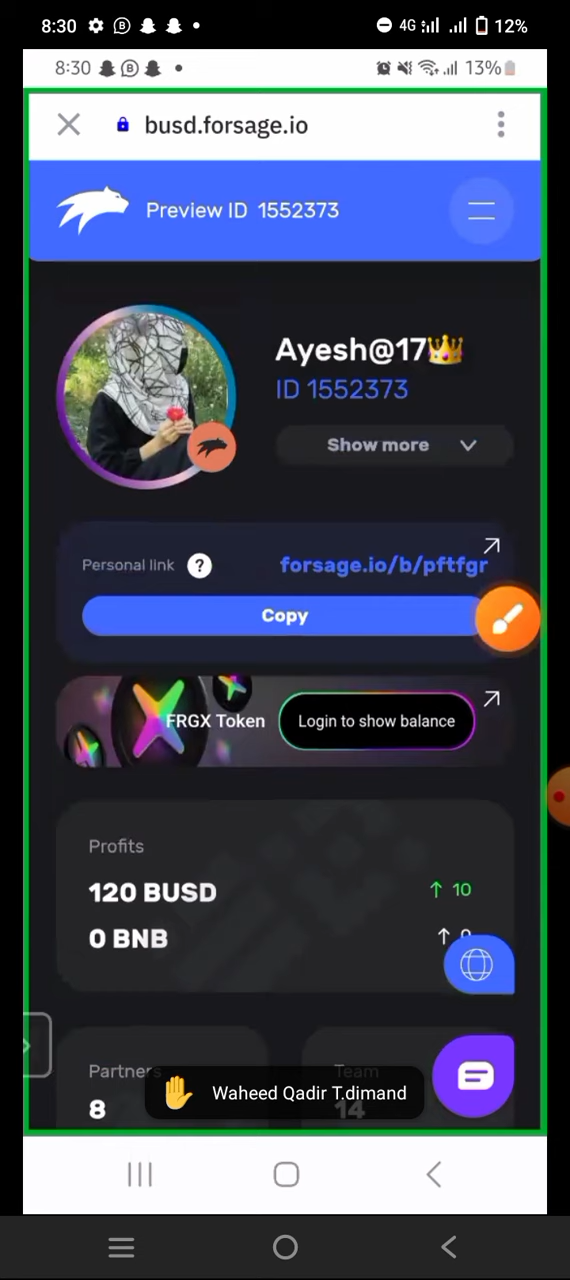 8:30
4G
12%
8:30
13%
busd.forsage.io
Preview ID 1552373
Ayesh@17👑
ID 1552373
Show more
Personal link ?
forsage.io/b/pftfgr
Copy
FRGX Token
Login to show balance
Profits
120 BUSD
↑ 10
0 BNB
↑ 0
Partners
Team
8
14
✋ Waheed Qadir T.dimand